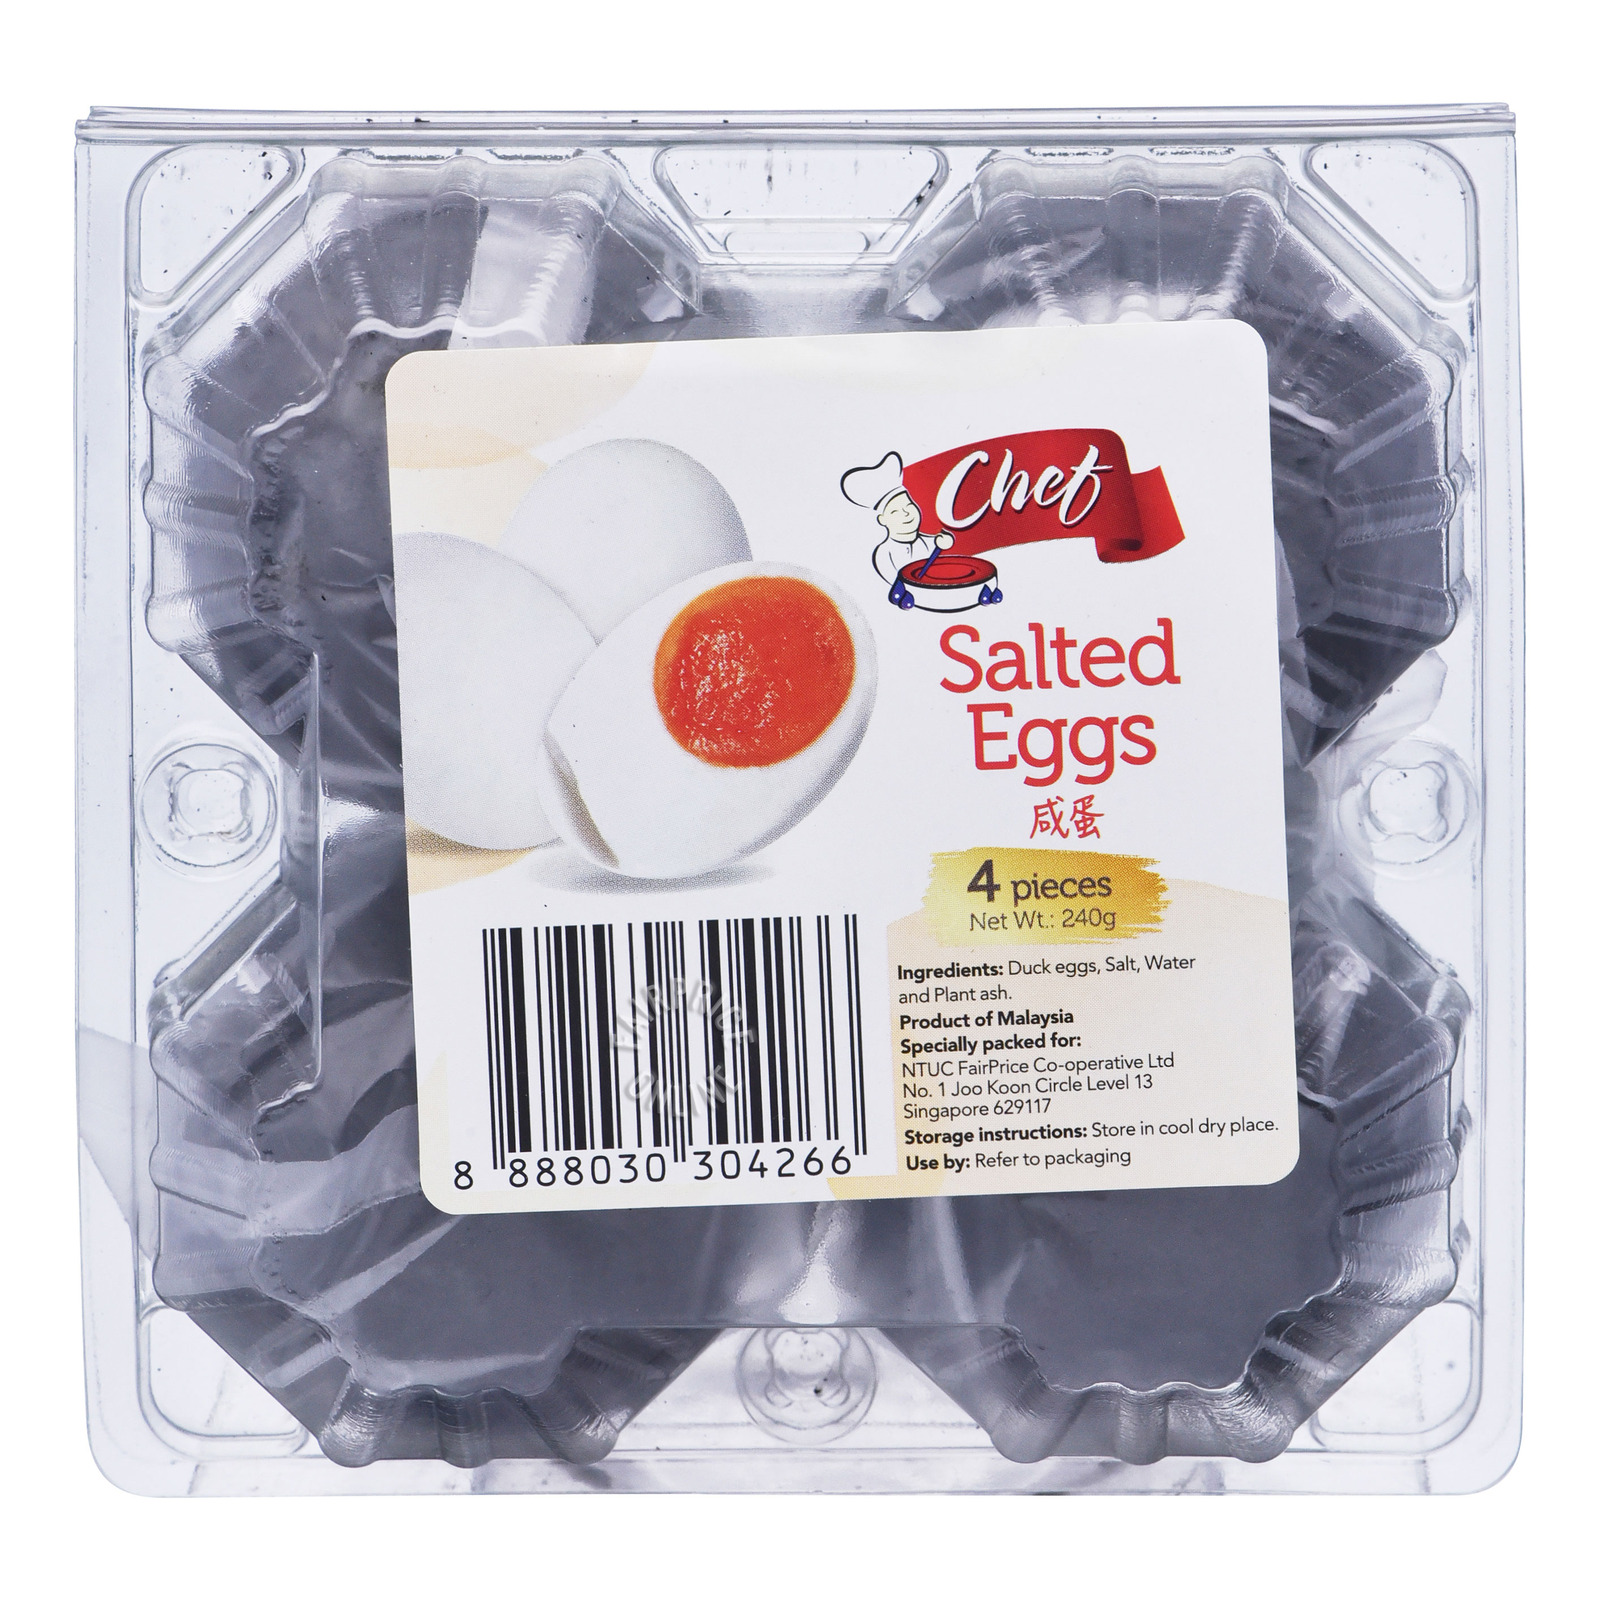 Chef
Salted
Eggs
咸蛋
4 pieces
Net Wt.: 240g
Ingredients: Duck eggs, Salt, Water
and Plant ash.
Product of Malaysia
Specially packed for:
NTUC FairPrice Co-operative Ltd
No. 1 Joo Koon Circle Level 13
Singapore 629117
Storage instructions: Store in cool dry place.
Use by: Refer to packaging
FAIRPRICE
ONLINE
8 888030 304266